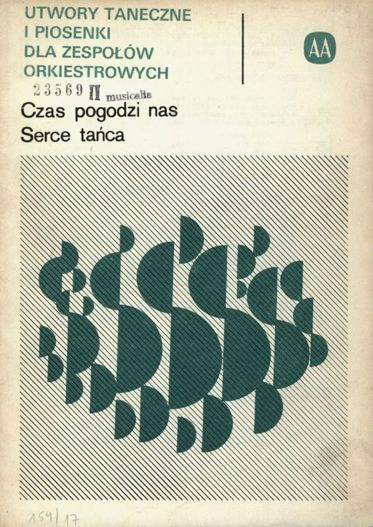 UTWORY TANECZNE
I PIOSENKI
DLA ZESPOŁÓW
ORKIESTROWYCH
AA
23569 II musicalia
Czas pogodzi nas
Serce tańca
159/17